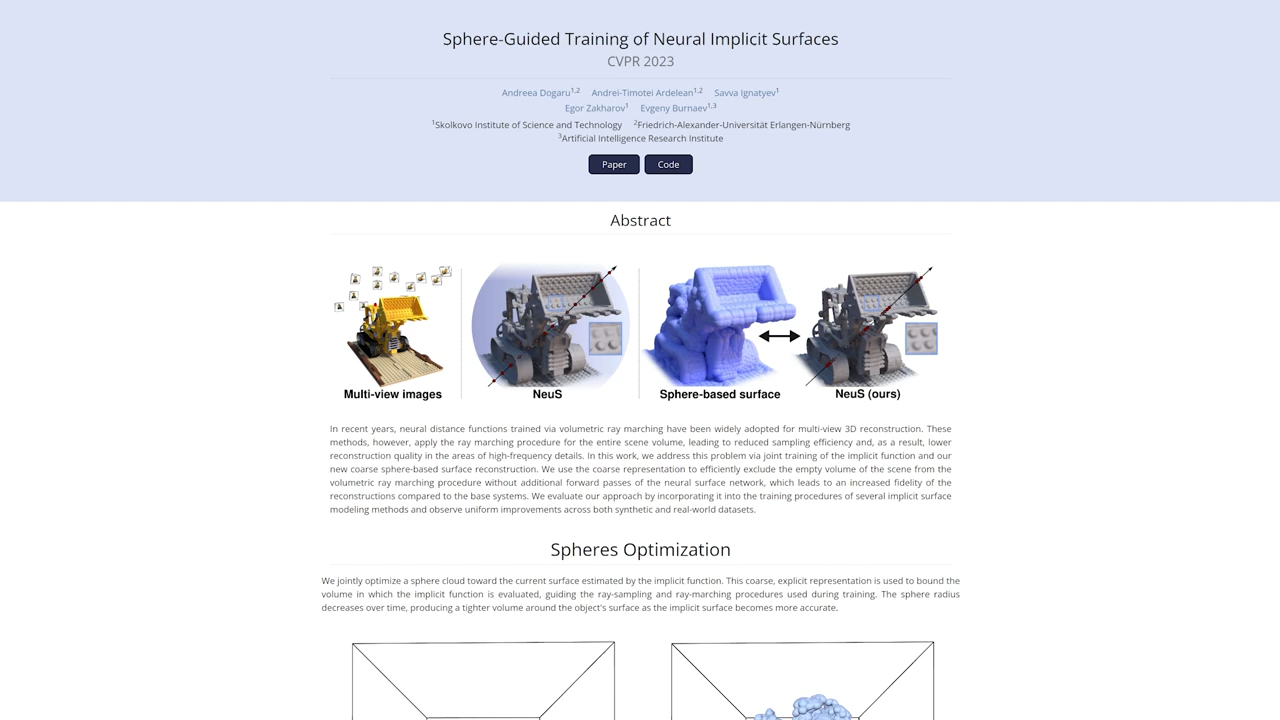 Sphere-Guided Training of Neural Implicit Surfaces
CVPR 2023
Andreea Dogaru1,2 Andrei-Timotei Ardelean1,2 Savva Ignatyev1
Egor Zakharov1 Evgeny Burnaev1,3
1Skolkovo Institute of Science and Technology 2Friedrich-Alexander-Universität Erlangen-Nürnberg
3Artificial Intelligence Research Institute
Paper Code
Abstract
Multi-view images NeuS Sphere-based surface NeuS (ours)
In recent years, neural distance functions trained via volumetric ray marching have been widely adopted for multi-view 3D reconstruction. These
methods, however, apply the ray marching procedure for the entire scene volume, leading to reduced sampling efficiency and, as a result, lower
reconstruction quality in the areas of high-frequency details. In this work, we address this problem via joint training of the implicit function and our
new coarse sphere-based surface reconstruction. We use the coarse representation to efficiently exclude the empty volume of the scene from the
volumetric ray marching procedure without additional forward passes of the neural surface network, which leads to an increased fidelity of the
reconstructions compared to the base systems. We evaluate our approach by incorporating it into the training procedures of several implicit surface
modeling methods and observe uniform improvements across both synthetic and real-world datasets.
Spheres Optimization
We jointly optimize a sphere cloud toward the current surface estimated by the implicit function. This coarse, explicit representation is used to bound the
volume in which the implicit function is evaluated, guiding the ray-sampling and ray-marching procedures used during training. The sphere radius
decreases over time, producing a tighter volume around the object's surface as the implicit surface becomes more accurate.